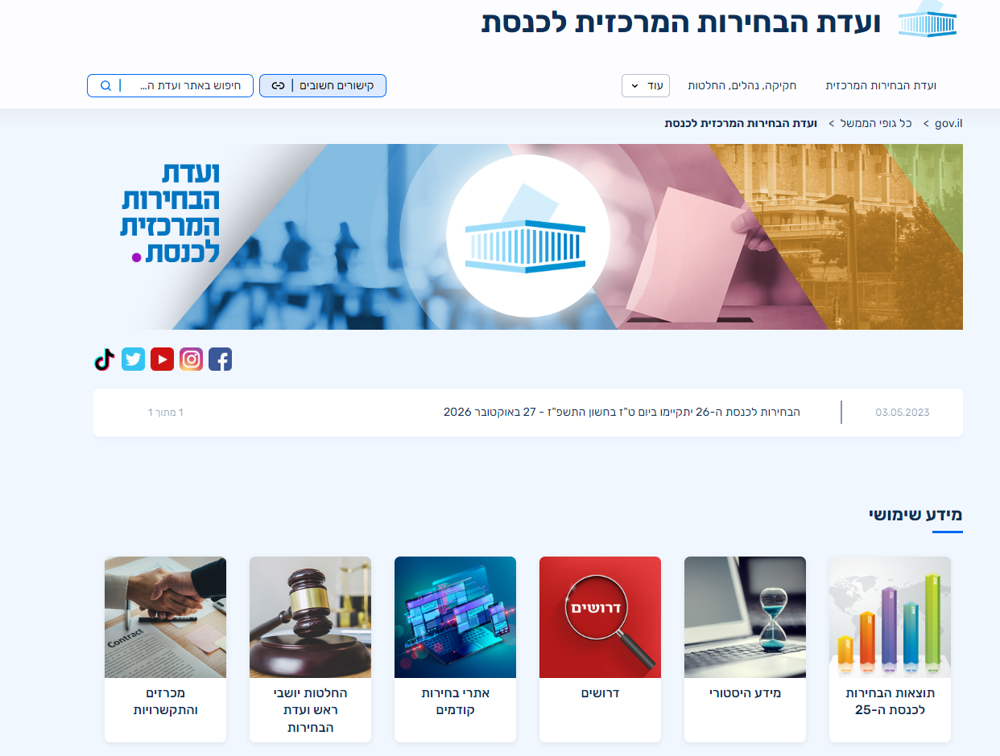 ועדת הבחירות המרכזית לכנסת
ועדת הבחירות המרכזית
חקיקה, נהלים, החלטות
עוד
קישורים חשובים |
חיפוש באתר ועדת ה... |
gov.il > כל גופי הממשל > ועדת הבחירות המרכזית לכנסת
ועדת
הבחירות
המרכזית
לכנסת.
03.05.2023
הבחירות לכנסת ה-26 יתקיימו ביום ט"ז בחשון התשפ"ז - 27 באוקטובר 2026
1 מתוך 1
מידע שימושי
תוצאות הבחירות
לכנסת ה-25
מידע היסטורי
דרושים
דרושים
אתרי בחירות
קודמים
החלטות יושבי
ראש ועדת
הבחירות
Contract
מכרזים
והתקשרויות